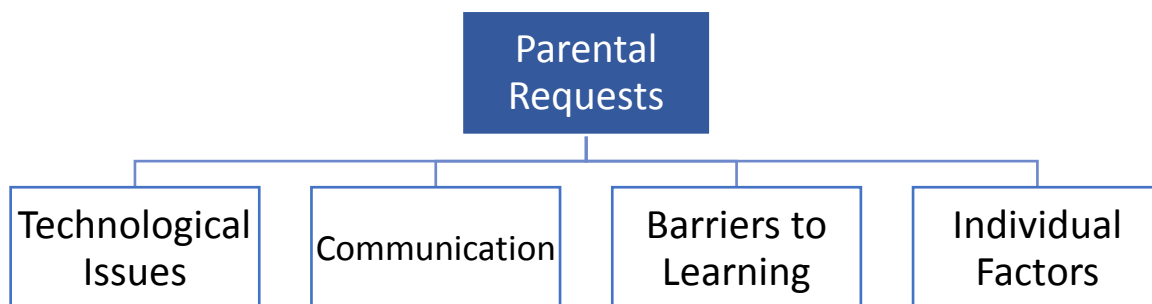 Parental
Requests
Technological
Issues
Communication
Barriers to
Learning
Individual
Factors